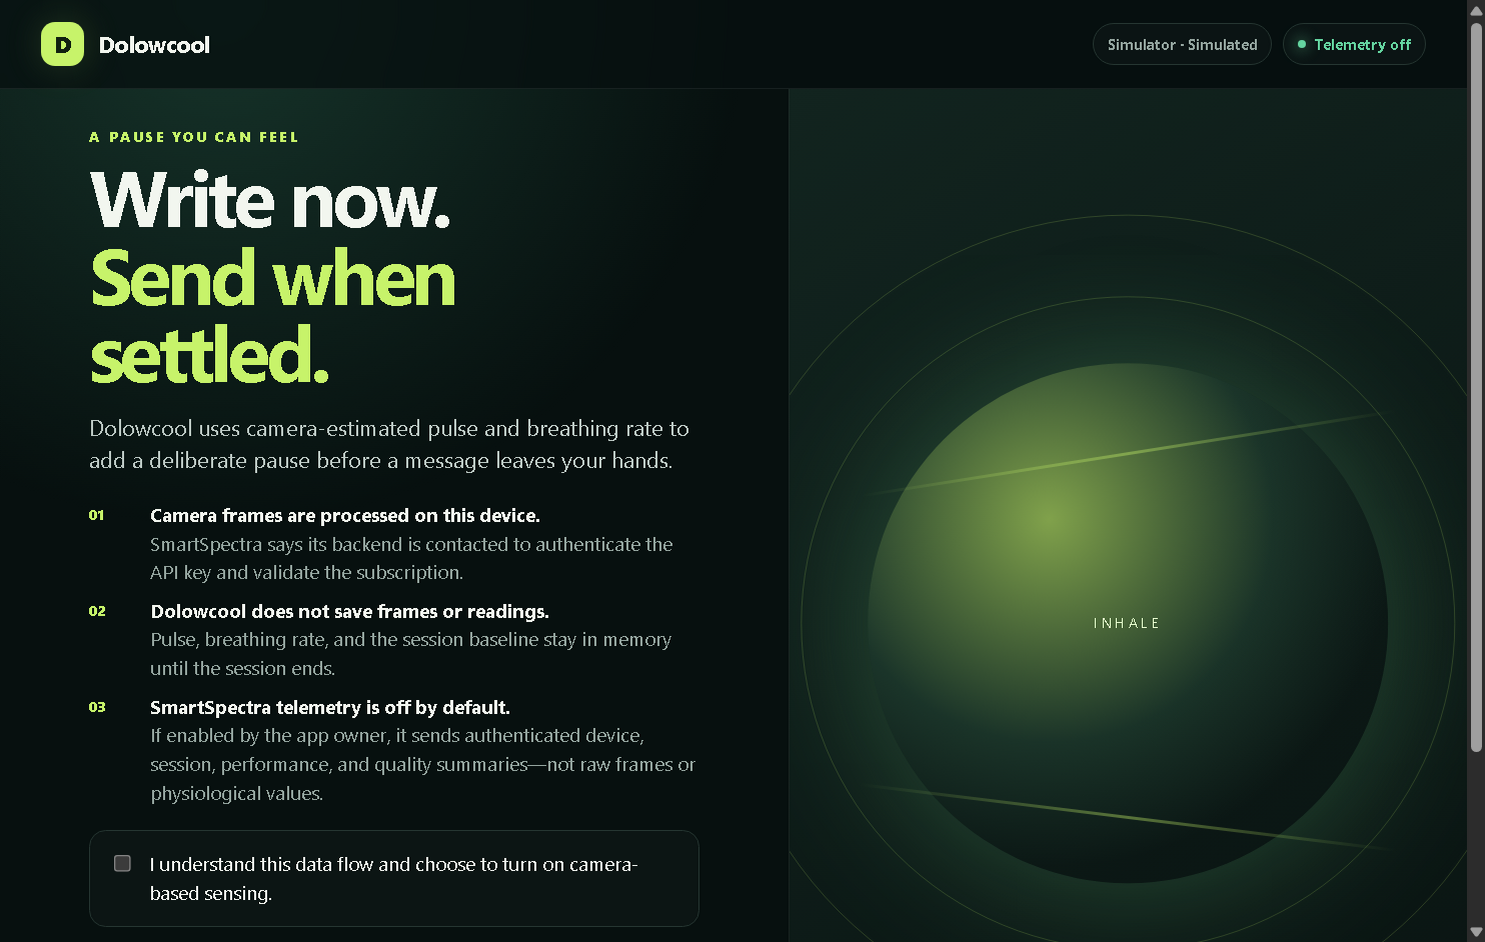 D Dolowcool
Simulator · Simulated
Telemetry off
A PAUSE YOU CAN FEEL
Write now.
Send when
settled.
Dolowcool uses camera-estimated pulse and breathing rate to
add a deliberate pause before a message leaves your hands.
01 Camera frames are processed on this device.
SmartSpectra says its backend is contacted to authenticate the
API key and validate the subscription.
02 Dolowcool does not save frames or readings.
Pulse, breathing rate, and the session baseline stay in memory
until the session ends.
03 SmartSpectra telemetry is off by default.
If enabled by the app owner, it sends authenticated device,
session, performance, and quality summaries—not raw frames or
physiological values.
I understand this data flow and choose to turn on camera-
based sensing.
INHALE